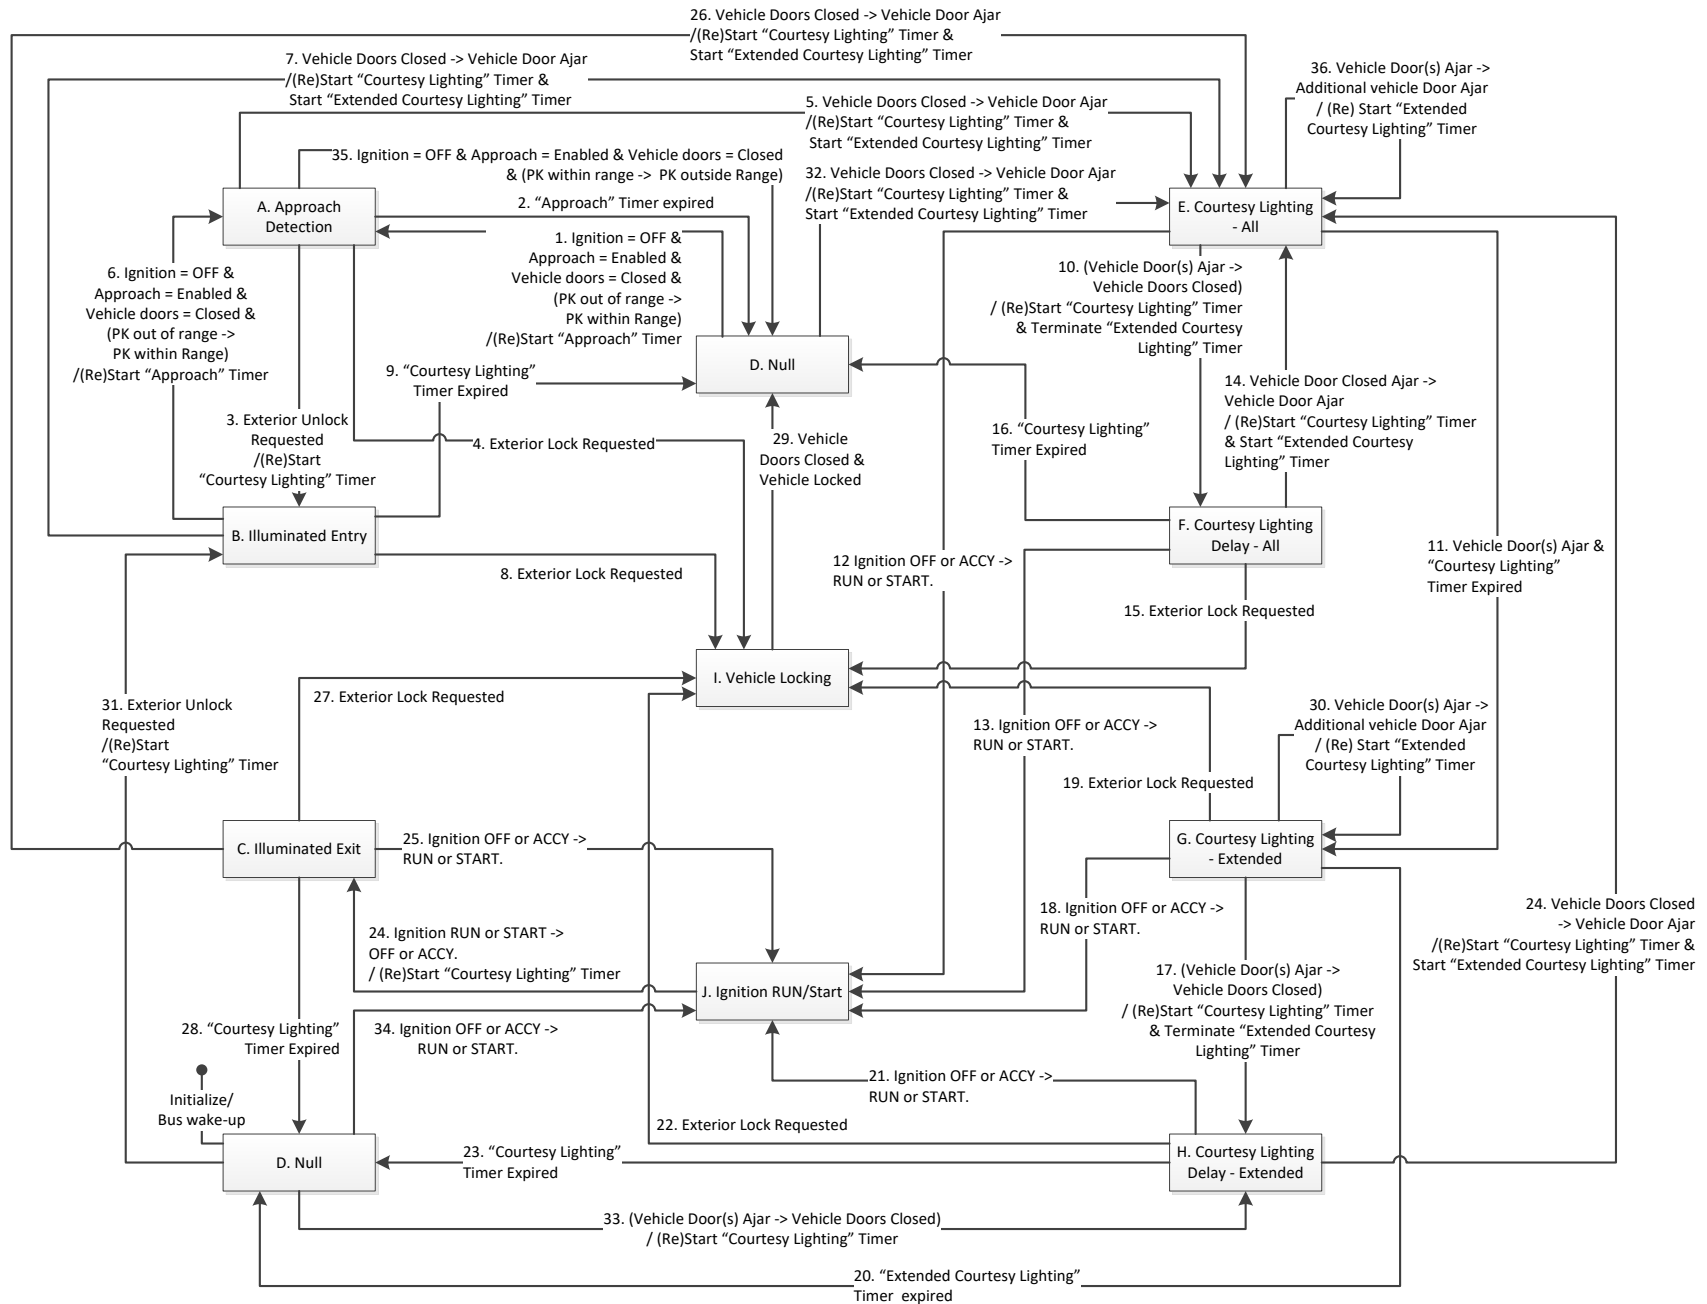 26. Vehicle Doors Closed -> Vehicle Door Ajar
/(Re)Start “Courtesy Lighting” Timer &
Start “Extended Courtesy Lighting” Timer
7. Vehicle Doors Closed -> Vehicle Door Ajar
/(Re)Start “Courtesy Lighting” Timer &
Start “Extended Courtesy Lighting” Timer
36. Vehicle Door(s) Ajar ->
Additional vehicle Door Ajar
/ (Re) Start “Extended
Courtesy Lighting” Timer
5. Vehicle Doors Closed -> Vehicle Door Ajar
/(Re)Start “Courtesy Lighting” Timer &
Start “Extended Courtesy Lighting” Timer
35. Ignition = OFF & Approach = Enabled & Vehicle doors = Closed
& (PK within range -> PK outside Range)
32. Vehicle Doors Closed -> Vehicle Door Ajar
/(Re)Start “Courtesy Lighting” Timer &
Start “Extended Courtesy Lighting” Timer
A. Approach
Detection
2. “Approach” Timer expired
E. Courtesy Lighting
- All
1. Ignition = OFF &
Approach = Enabled &
Vehicle doors = Closed &
(PK out of range ->
PK within Range)
/(Re)Start “Approach” Timer
6. Ignition = OFF &
Approach = Enabled &
Vehicle doors = Closed &
(PK out of range ->
PK within Range)
/(Re)Start “Approach” Timer
10. (Vehicle Door(s) Ajar ->
Vehicle Doors Closed)
/ (Re)Start “Courtesy Lighting” Timer
& Terminate “Extended Courtesy
Lighting” Timer
D. Null
9. “Courtesy Lighting”
Timer Expired
14. Vehicle Door Closed Ajar ->
Vehicle Door Ajar
/ (Re)Start “Courtesy Lighting” Timer
& Start “Extended Courtesy
Lighting” Timer
3. Exterior Unlock
Requested
/(Re)Start
“Courtesy Lighting” Timer
4. Exterior Lock Requested
29. Vehicle
Doors Closed &
Vehicle Locked
16. “Courtesy Lighting”
Timer Expired
B. Illuminated Entry
F. Courtesy Lighting
Delay - All
8. Exterior Lock Requested
12 Ignition OFF or ACCY ->
RUN or START.
11. Vehicle Door(s) Ajar &
“Courtesy Lighting”
Timer Expired
15. Exterior Lock Requested
I. Vehicle Locking
27. Exterior Lock Requested
31. Exterior Unlock
Requested
/(Re)Start
“Courtesy Lighting” Timer
13. Ignition OFF or ACCY ->
RUN or START.
30. Vehicle Door(s) Ajar ->
Additional vehicle Door Ajar
/ (Re) Start “Extended
Courtesy Lighting” Timer
19. Exterior Lock Requested
C. Illuminated Exit
25. Ignition OFF or ACCY ->
RUN or START.
G. Courtesy Lighting
- Extended
18. Ignition OFF or ACCY ->
RUN or START.
24. Vehicle Doors Closed
-> Vehicle Door Ajar
/(Re)Start “Courtesy Lighting” Timer &
Start “Extended Courtesy Lighting” Timer
24. Ignition RUN or START ->
OFF or ACCY.
/ (Re)Start “Courtesy Lighting” Timer
J. Ignition RUN/Start
17. (Vehicle Door(s) Ajar ->
Vehicle Doors Closed)
/ (Re)Start “Courtesy Lighting” Timer
& Terminate “Extended Courtesy
Lighting” Timer
28. “Courtesy Lighting”
Timer Expired
34. Ignition OFF or ACCY ->
RUN or START.
Initialize/
Bus wake-up
21. Ignition OFF or ACCY ->
RUN or START.
22. Exterior Lock Requested
D. Null
23. “Courtesy Lighting”
Timer Expired
H. Courtesy Lighting
Delay - Extended
33. (Vehicle Door(s) Ajar -> Vehicle Doors Closed)
/ (Re)Start “Courtesy Lighting” Timer
20. “Extended Courtesy Lighting”
Timer expired